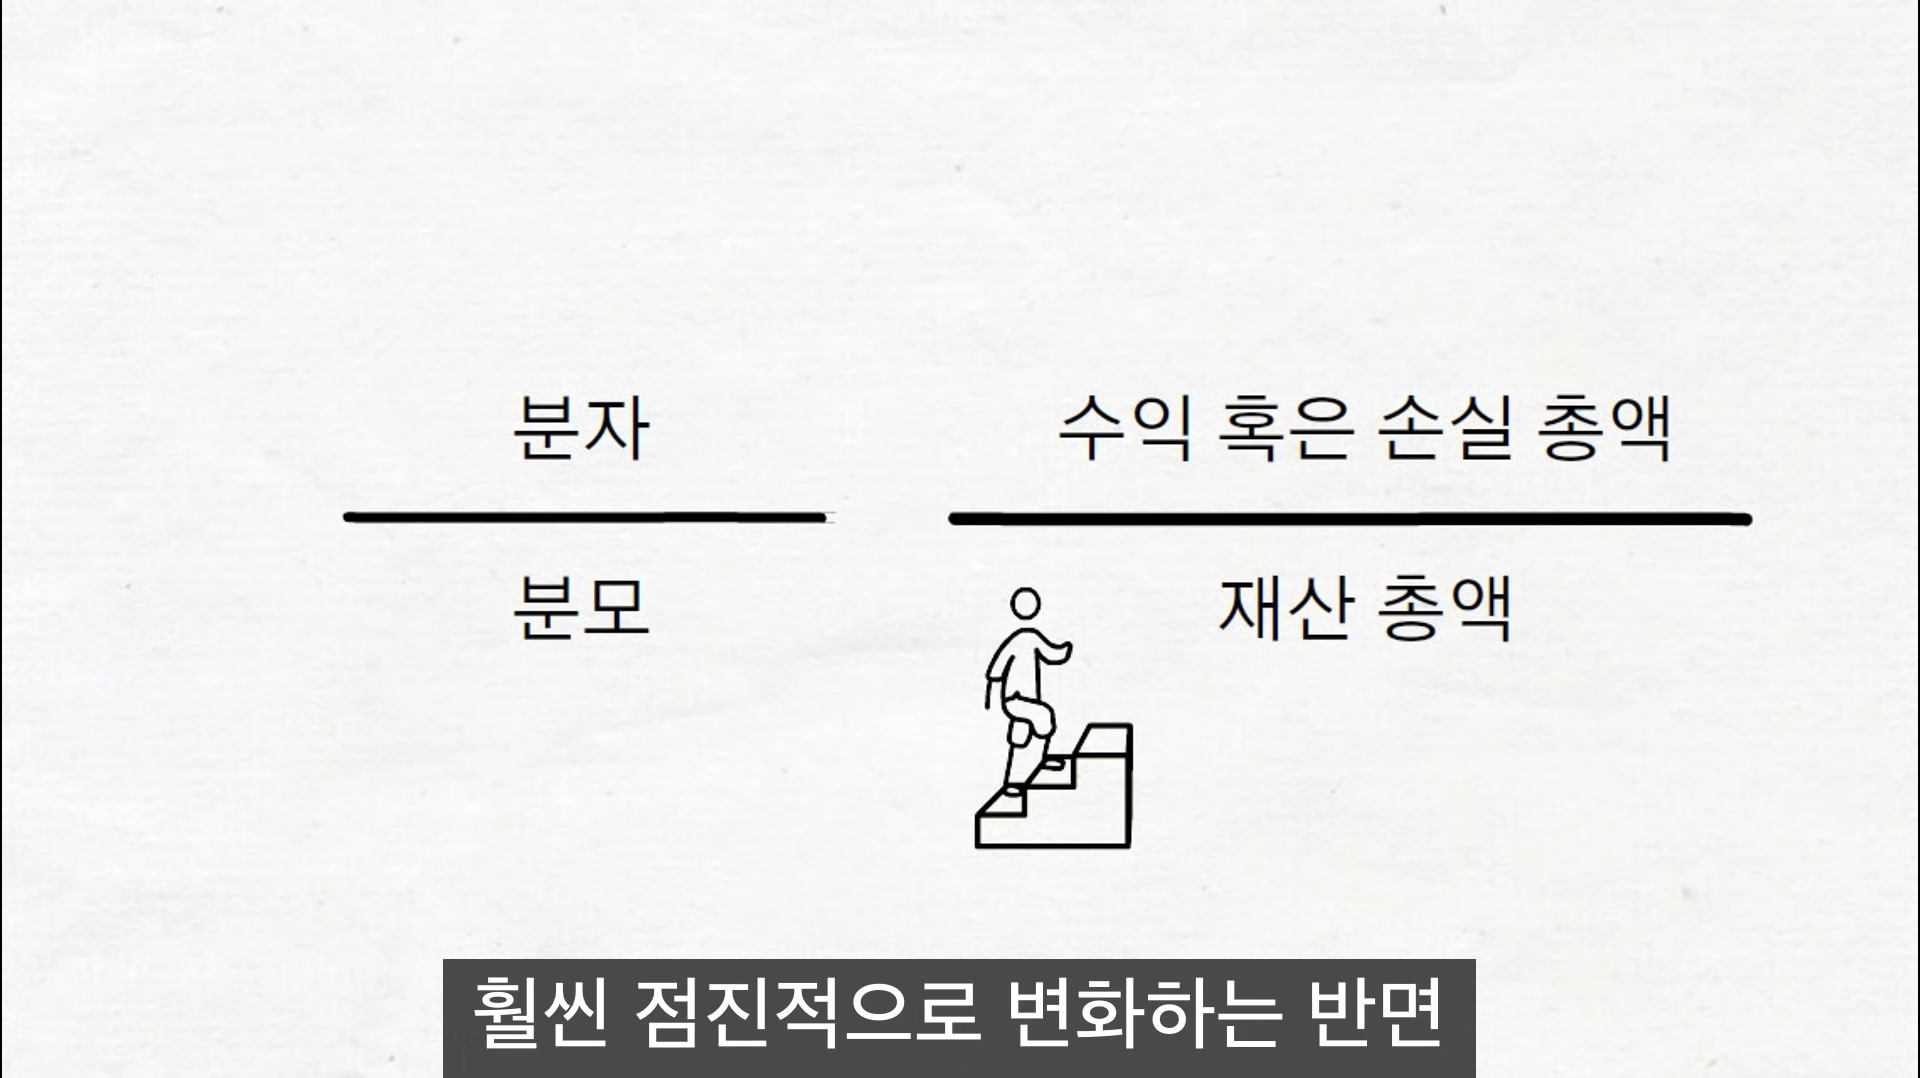 분자
분모
수익 혹은 손실 총액
재산 총액
훨씬 점진적으로 변화하는 반면